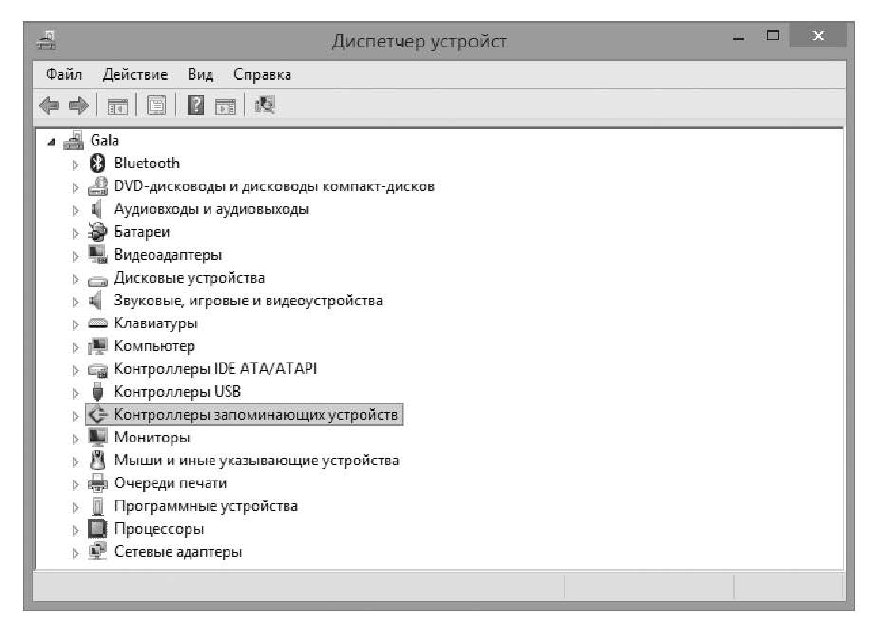 Диспетчер устройст
Файл Действие Вид Справка
Gala
Bluetooth
DVD-дисководы и дисководы компакт-дисков
Аудиовходы и аудиовыходы
Батареи
Видеоадаптеры
Дисковые устройства
Звуковые, игровые и видеоустройства
Клавиатуры
Компьютер
Контроллеры IDE ATA/ATAPI
Контроллеры USB
Контроллеры запоминающих устройств
Мониторы
Мыши и иные указывающие устройства
Очереди печати
Программные устройства
Процессоры
Сетевые адаптеры